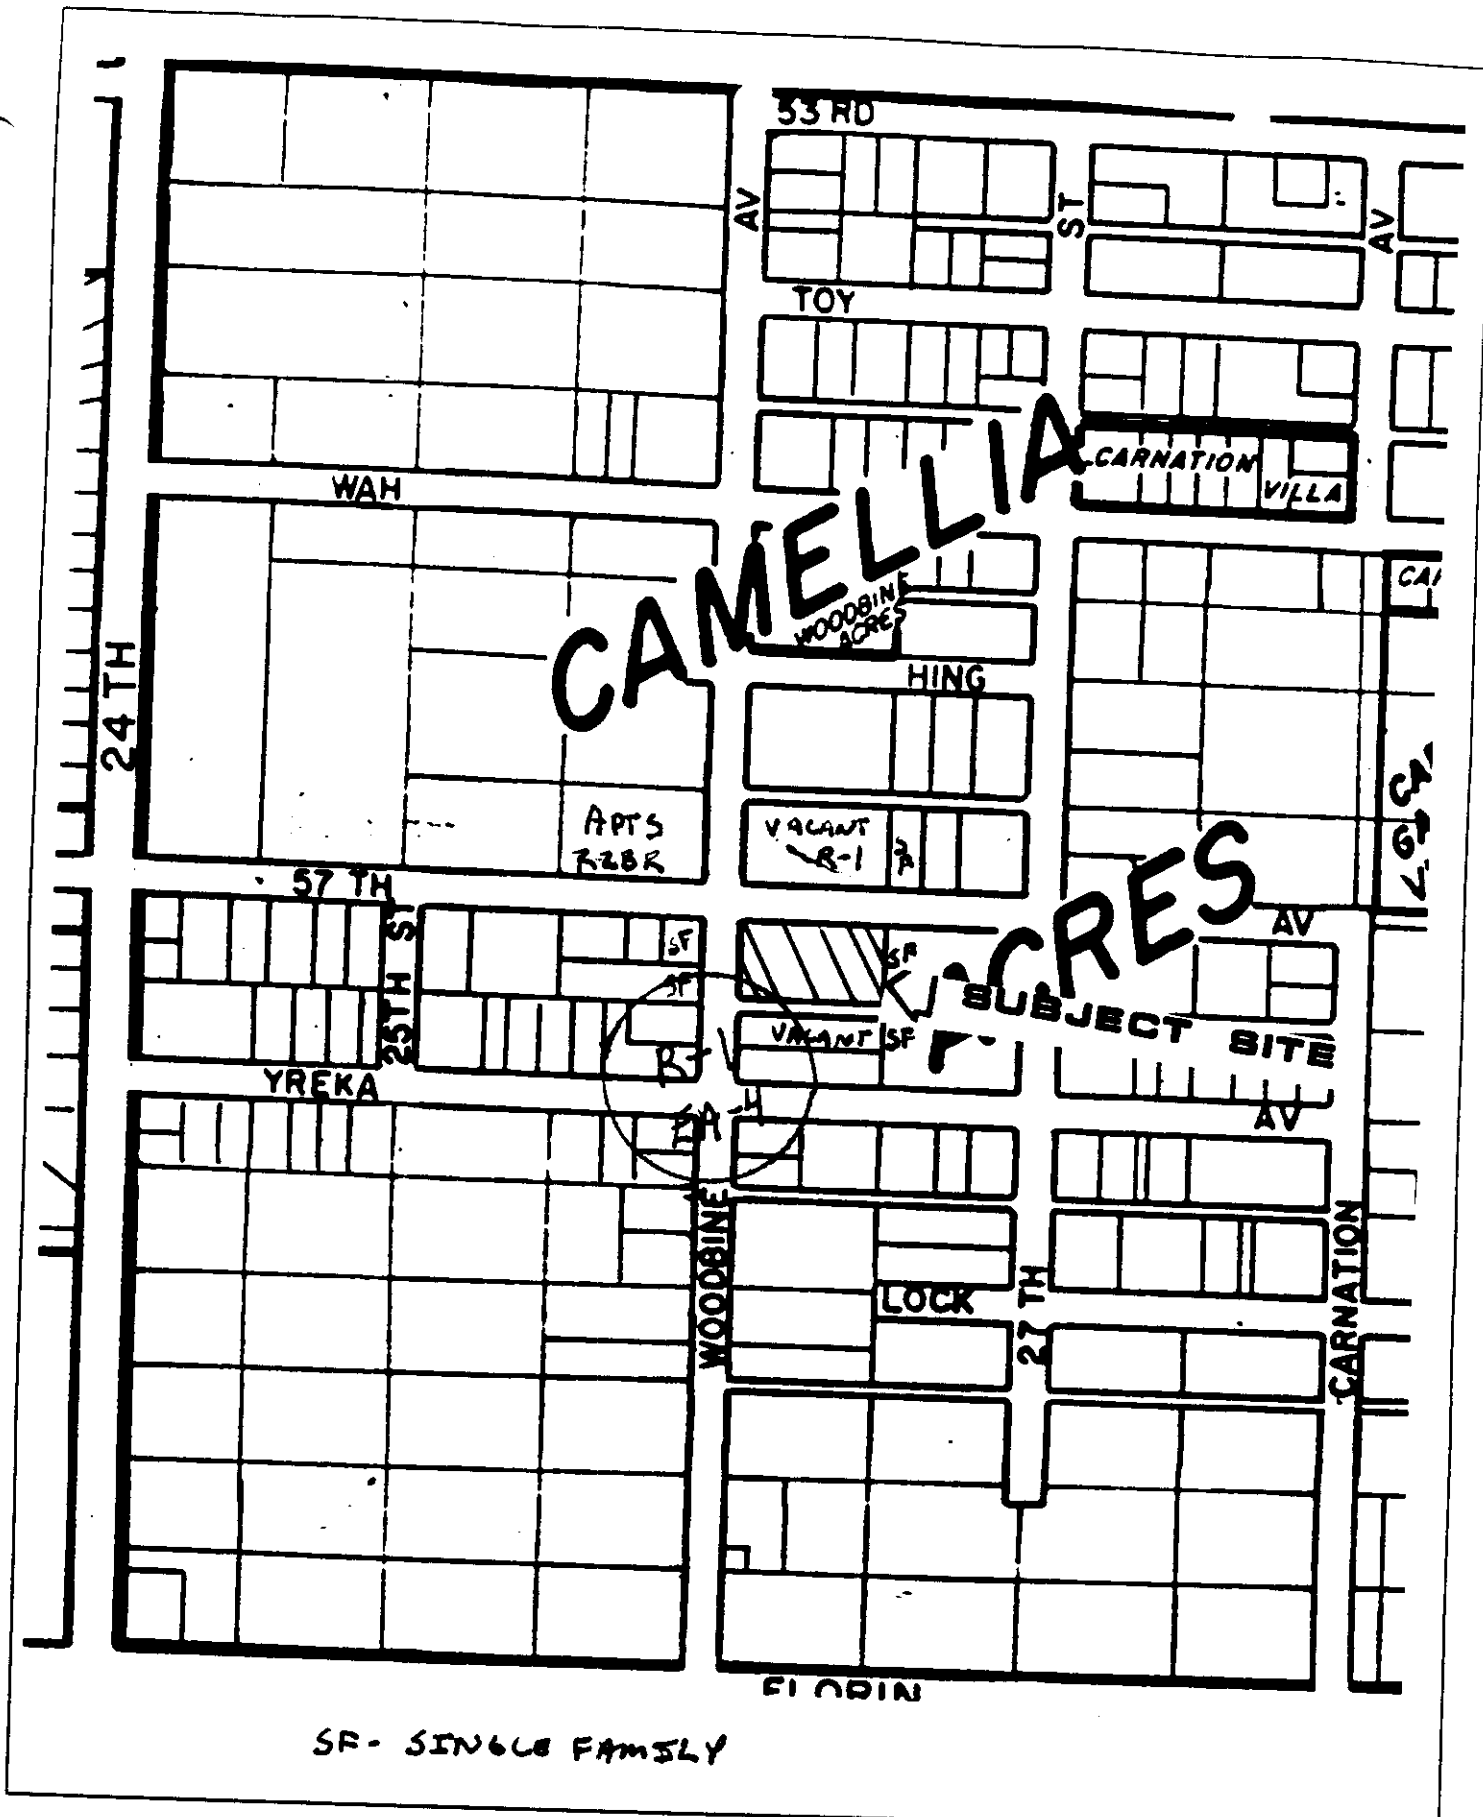 53 RD
AV
ST
AV
TOY
CAMELLIA
CARNATION
VILLA
WAH
WOODBINE
ACRES
HING
24 TH
APTS
VACANT
R-1
57 TH
ACRES
AV
25TH ST
SF
SF
SF
SUBJECT SITE
VACANT
SF
R-1
YREKA
AV
WOODBINE
LOCK
27 TH
CARNATION
FLORIN
SF- SINGLE FAMILY